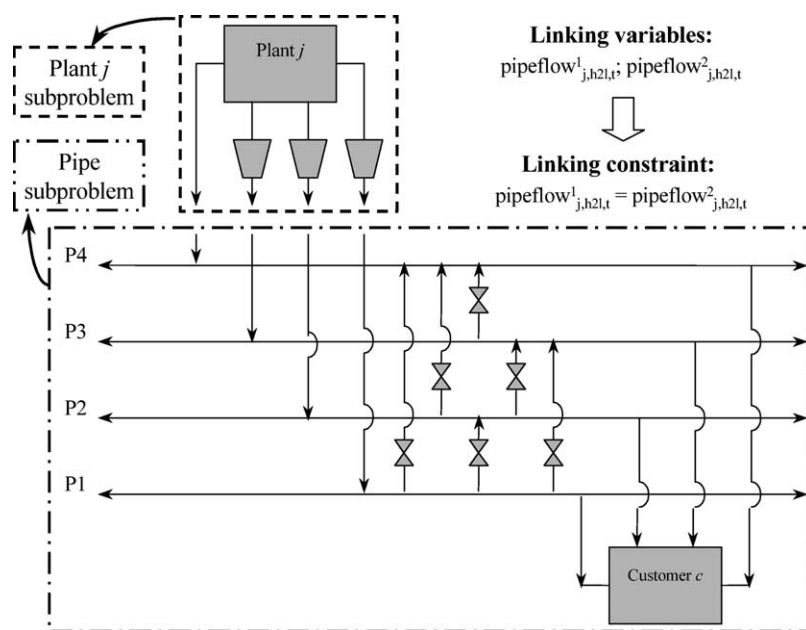 Plant j
subproblem
Pipe
subproblem
Plant j
Linking variables:
pipeflow¹j,h2l,t; pipeflow²j,h2l,t
Linking constraint:
pipeflow¹j,h2l,t = pipeflow²j,h2l,t
P4
P3
P2
P1
Customer c